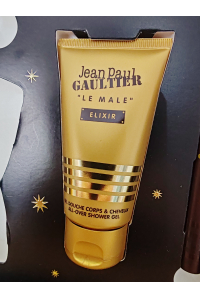 Jean Paul
GAULTIER
"LE MALE"
ELIXIR
GEL DOUCHE CORPS & CHEVEUX
ALL-OVER SHOWER GEL